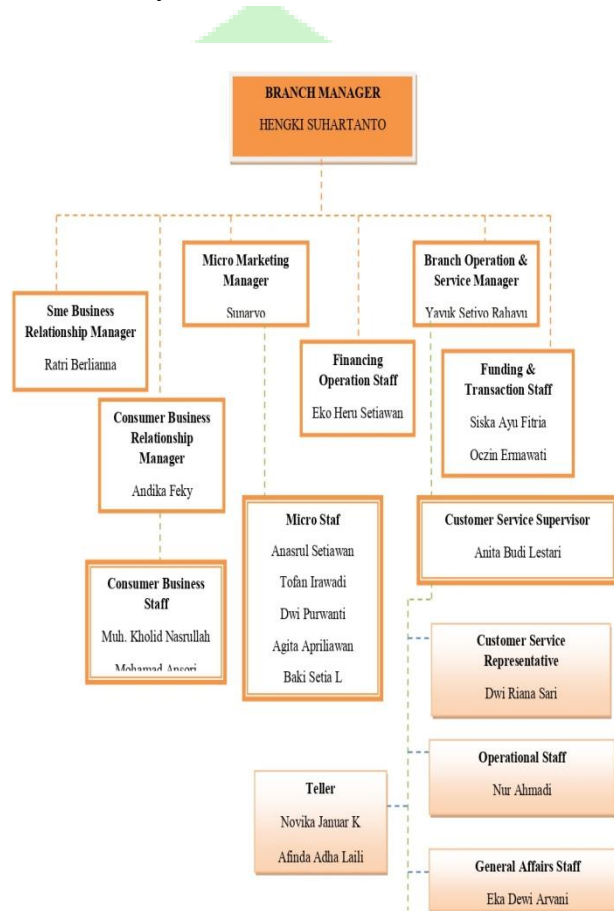 BRANCH MANAGER
HENGKI SUHARTANTO
Micro Marketing
Manager
Sunaryo
Branch Operation &
Service Manager
Yayuk Setiyo Rahayu
Sme Business
Relationship Manager
Ratri Berlianna
Financing
Operation Staff
Eko Heru Setiawan
Funding &
Transaction Staff
Siska Ayu Fitria
Oczin Ermawati
Consumer Business
Relationship
Manager
Andika Feky
Micro Staf
Anasrul Setiawan
Tofan Irawadi
Dwi Purwanti
Agita Apriliawan
Baki Setia L
Customer Service Supervisor
Anita Budi Lestari
Consumer Business
Staff
Muh. Kholid Nasrullah
Mohamad Ansori
Customer Service
Representative
Dwi Riana Sari
Operational Staff
Nur Ahmadi
Teller
Novika Januar K
Afinda Adha Laili
General Affairs Staff
Eka Dewi Aryani